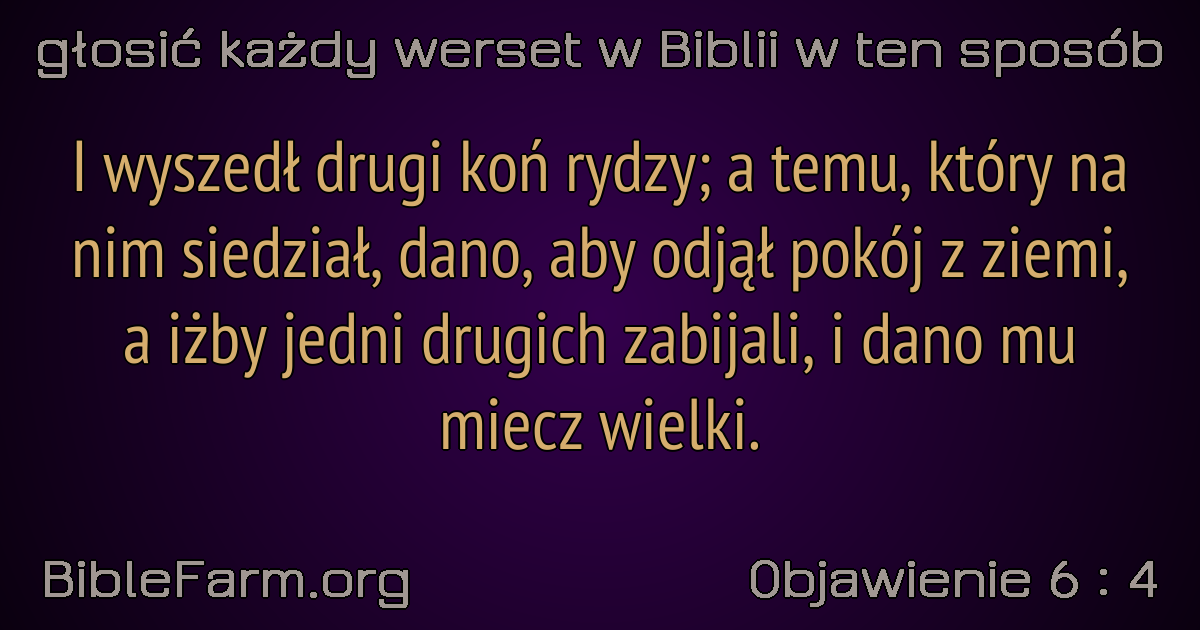 głosić każdy werset w Biblii w ten sposób
I wyszedł drugi koń rydzy; a temu, który na
nim siedział, dano, aby odjął pokój z ziemi,
a iżby jedni drugich zabijali, i dano mu
miecz wielki.
BibleFarm.org
Objawienie 6 : 4